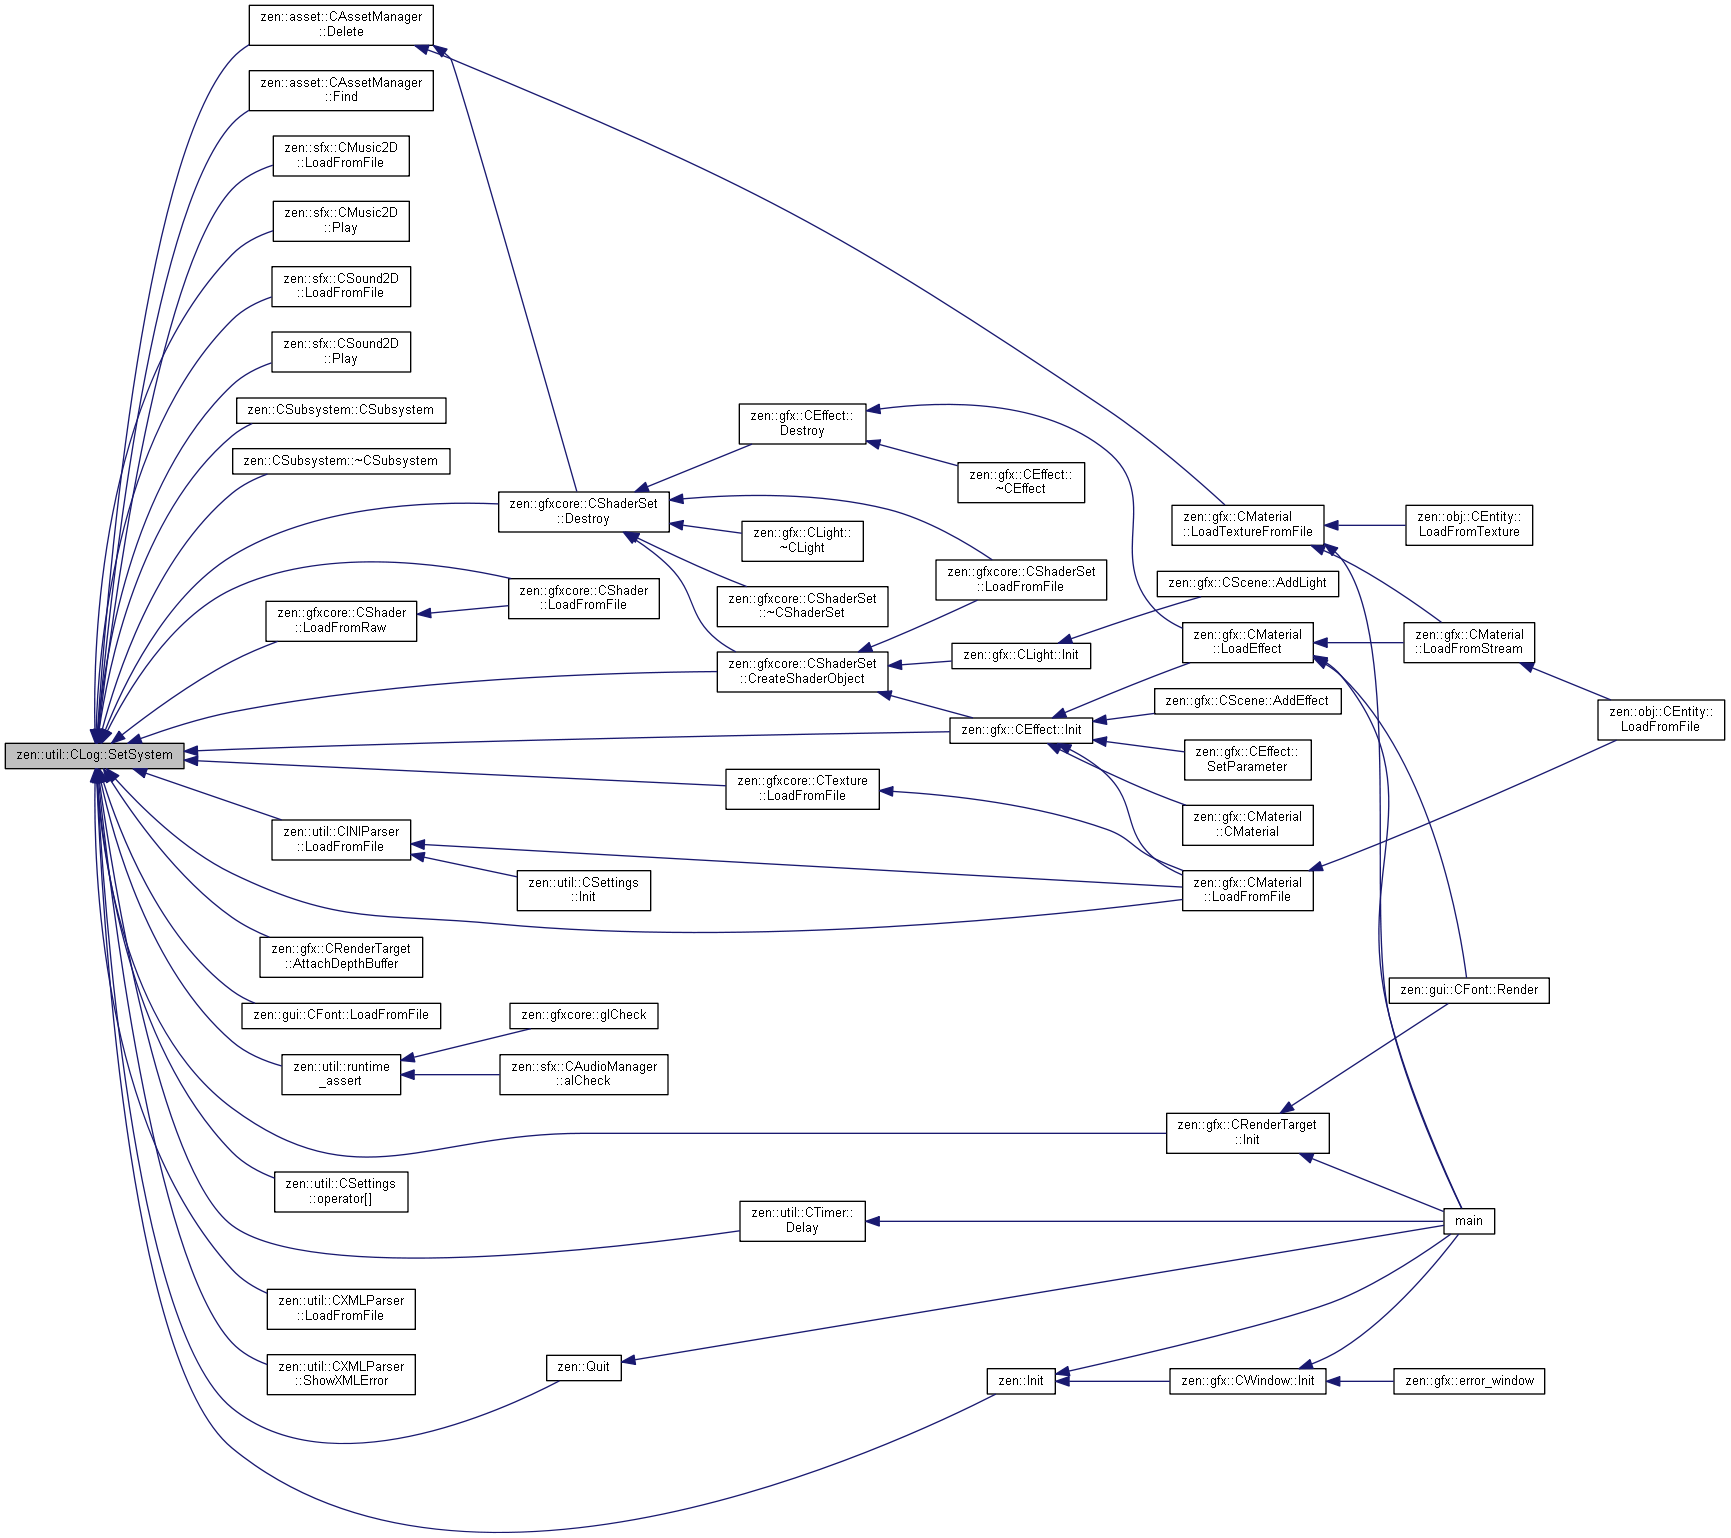 zen::asset::CAssetManager
::Delete
zen::asset::CAssetManager
::Find
zen::sfx::CMusic2D
::LoadFromFile
zen::sfx::CMusic2D
::Play
zen::sfx::CSound2D
::LoadFromFile
zen::sfx::CSound2D
::Play
zen::CSubsystem::CSubsystem
zen::CSubsystem::~CSubsystem
zen::gfxcore::CShaderSet
::Destroy
zen::gfx::CEffect::
Destroy
zen::gfx::CEffect::
~CEffect
zen::gfx::CLight::
~CLight
zen::gfxcore::CShaderSet
::~CShaderSet
zen::gfxcore::CShaderSet
::LoadFromFile
zen::gfx::CMaterial
::LoadTextureFromFile
zen::obj::CEntity::
LoadFromTexture
zen::gfxcore::CShader
::LoadFromFile
zen::gfxcore::CShader
::LoadFromRaw
zen::gfxcore::CShaderSet
::CreateShaderObject
zen::gfx::CLight::Init
zen::gfx::CScene::AddLight
zen::gfx::CMaterial
::LoadEffect
zen::gfx::CMaterial
::LoadFromStream
zen::obj::CEntity::
LoadFromFile
zen::util::CLog::SetSystem
zen::gfx::CEffect::Init
zen::gfx::CScene::AddEffect
zen::gfx::CEffect::
SetParameter
zen::gfx::CMaterial
::CMaterial
zen::gfxcore::CTexture
::LoadFromFile
zen::util::CINIParser
::LoadFromFile
zen::util::CSettings
::Init
zen::gfx::CMaterial
::LoadFromFile
zen::gfx::CRenderTarget
::AttachDepthBuffer
zen::gui::CFont::LoadFromFile
zen::gui::CFont::Render
zen::util::runtime
_assert
zen::gfxcore::glCheck
zen::sfx::CAudioManager
::alCheck
zen::gfx::CRenderTarget
::Init
zen::util::CSettings
::operator[]
zen::util::CTimer::
Delay
main
zen::util::CXMLParser
::LoadFromFile
zen::util::CXMLParser
::ShowXMLError
zen::Quit
zen::Init
zen::gfx::CWindow::Init
zen::gfx::error_window